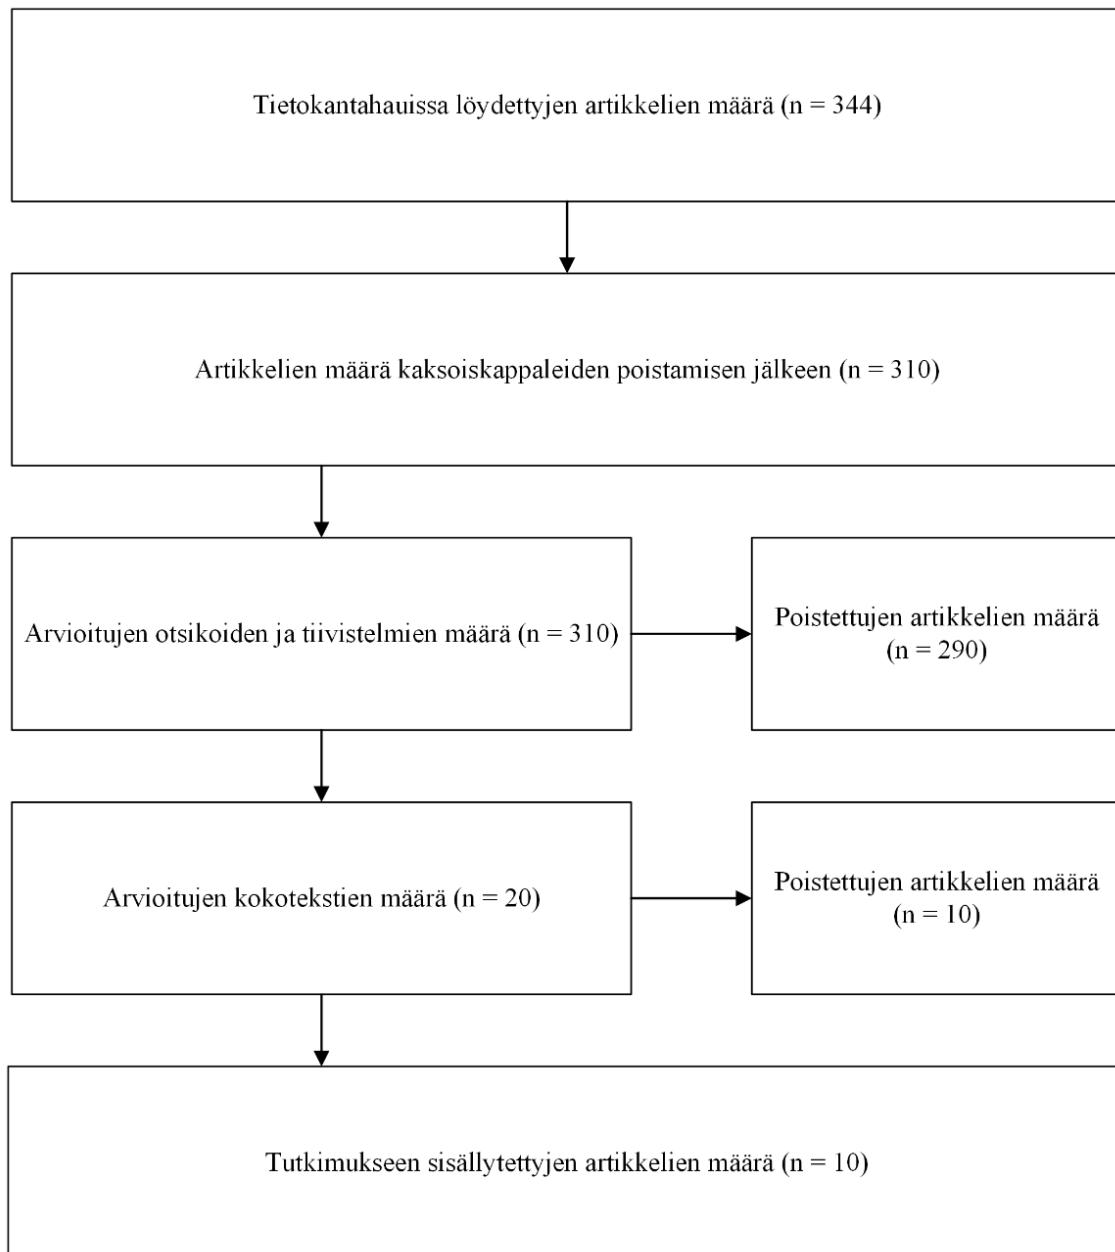 Tietokantahauissa löydettyjen artikkelien määrä (n = 344)
Artikkelien määrä kaksoiskappaleiden poistamisen jälkeen (n = 310)
Arvioitujen otsikoiden ja tiivistelmien määrä (n = 310)
Poistettujen artikkelien määrä
(n = 290)
Arvioitujen kokotekstien määrä (n = 20)
Poistettujen artikkelien määrä
(n = 10)
Tutkimukseen sisällytettyjen artikkelien määrä (n = 10)